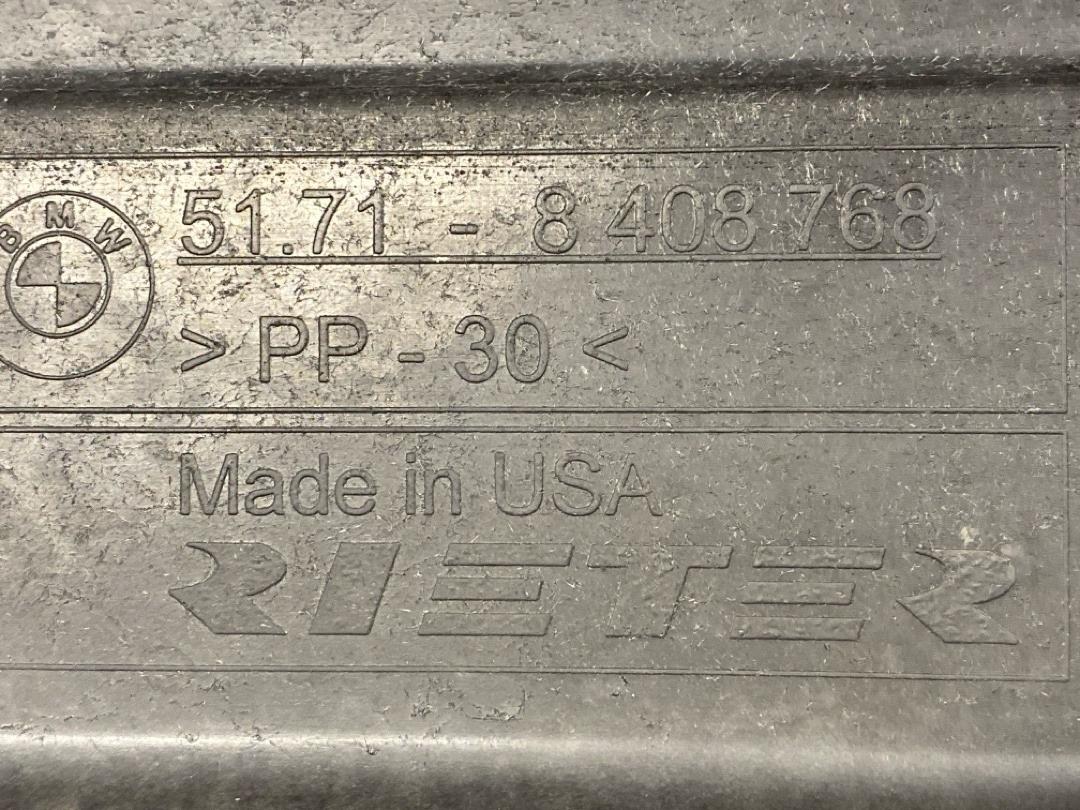 BMW
51.71 - 8 408 768
> PP - 30 <
Made in USA
RIETER